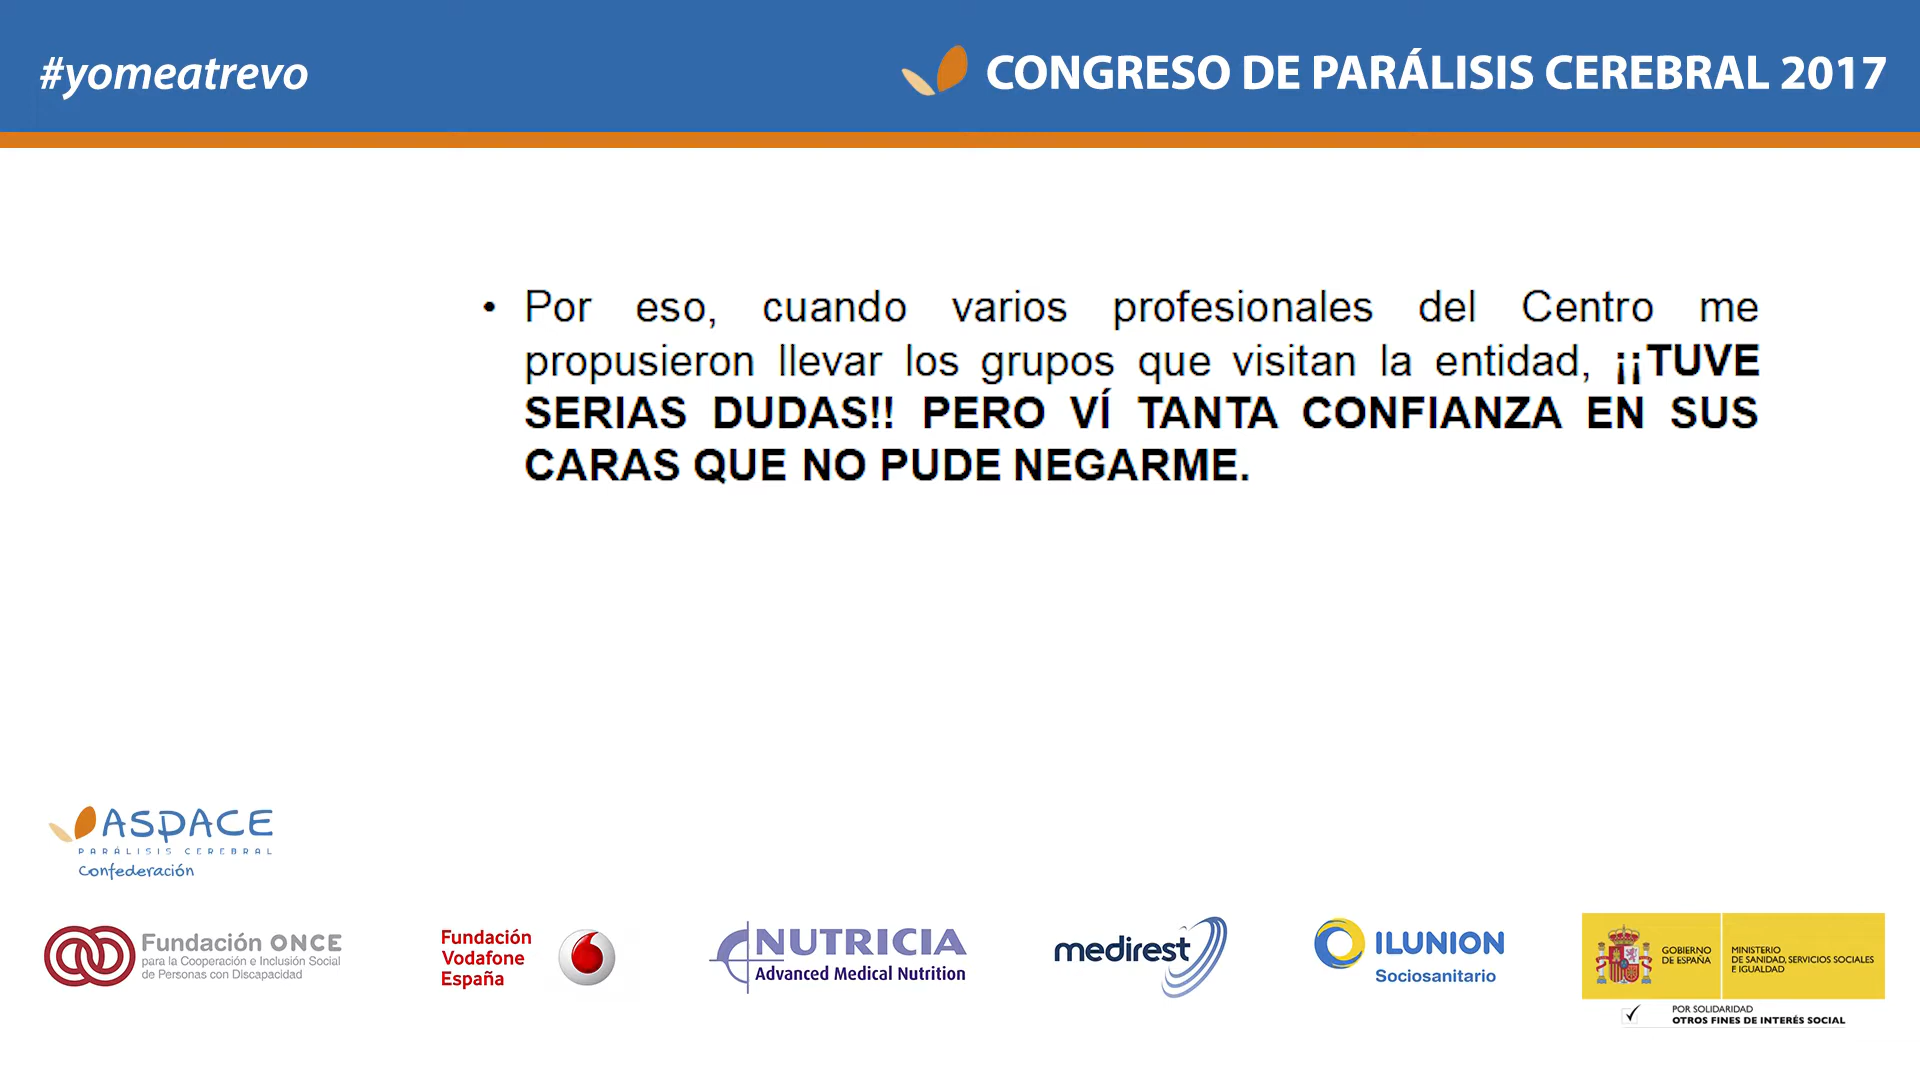 #yomeatrevo
CONGRESO DE PARÁLISIS CEREBRAL 2017
• Por eso, cuando varios profesionales del Centro me
propusieron llevar los grupos que visitan la entidad, ¡¡TUVE
SERIAS DUDAS!! PERO VÍ TANTA CONFIANZA EN SUS
CARAS QUE NO PUDE NEGARME.
ASPACE
PARÁLISIS CEREBRAL
Confederación
Fundación ONCE
para la Cooperación e Inclusión Social
de Personas con Discapacidad
Fundación
Vodafone
España
NUTRICIA
Advanced Medical Nutrition
medirest
ILUNION
Sociosanitario
GOBIERNO
DE ESPAÑA
MINISTERIO
DE SANIDAD, SERVICIOS SOCIALES
E IGUALDAD
POR SOLIDARIDAD
OTROS FINES DE INTERÉS SOCIAL